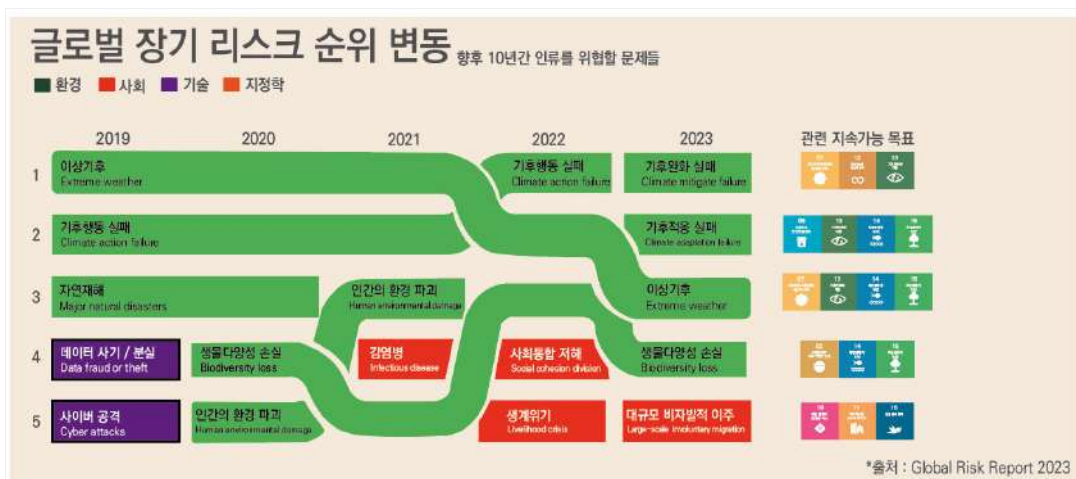 글로벌 장기 리스크 순위 변동 향후 10년간 인류를 위협할 문제들
환경 사회 기술 지정학
2019 2020 2021 2022 2023 관련 지속가능 목표
1
이상기후
Extreme weather
기후행동 실패
Climate action failure
기후완화 실패
Climate mitigate failure
2
기후행동 실패
Climate action failure
기후적응 실패
Climate adaptation failure
3
자연재해
Major natural disasters
인간의 환경 파괴
Human environmental damage
이상기후
Extreme weather
4
데이터 사기 / 분실
Data fraud or theft
생물다양성 손실
Biodiversity loss
감염병
Infectious disease
사회통합 저해
Social cohesion division
생물다양성 손실
Biodiversity loss
5
사이버 공격
Cyber attacks
인간의 환경 파괴
Human environmental damage
생계위기
Livelihood crisis
대규모 비자발적 이주
Large-scale involuntary migration
*출처 : Global Risk Report 2023